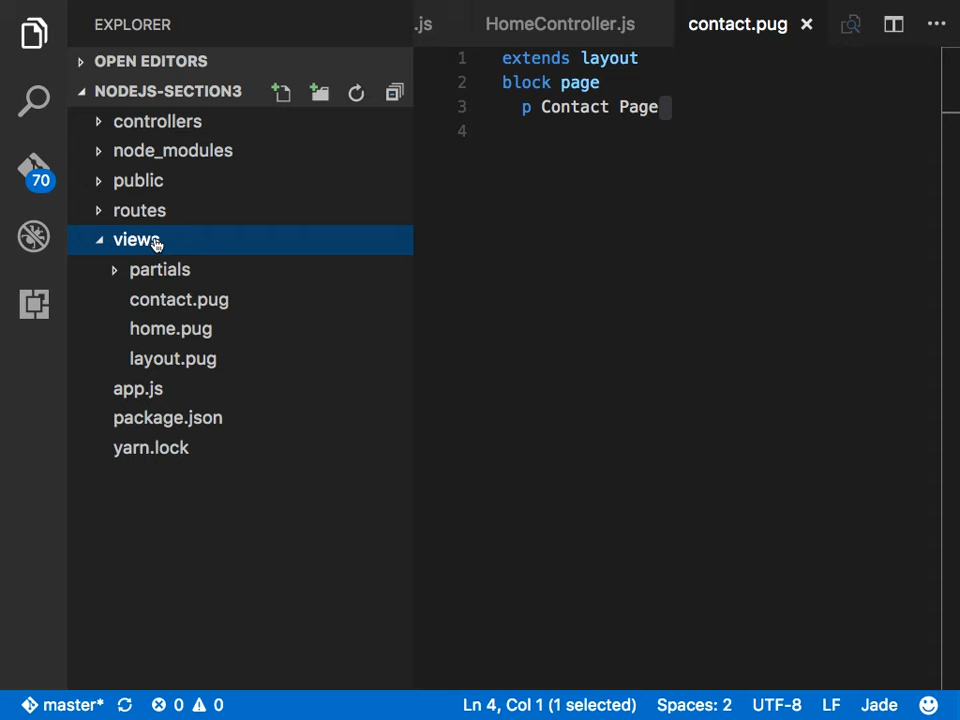 EXPLORER
.js
HomeController.js
contact.pug
OPEN EDITORS
NODEJS-SECTION3
controllers
node_modules
public
routes
views
partials
contact.pug
home.pug
layout.pug
app.js
package.json
yarn.lock
70
1 extends layout
2 block page
3 p Contact Page
4
master*
0
0
Ln 4, Col 1 (1 selected)
Spaces: 2
UTF-8
LF
Jade